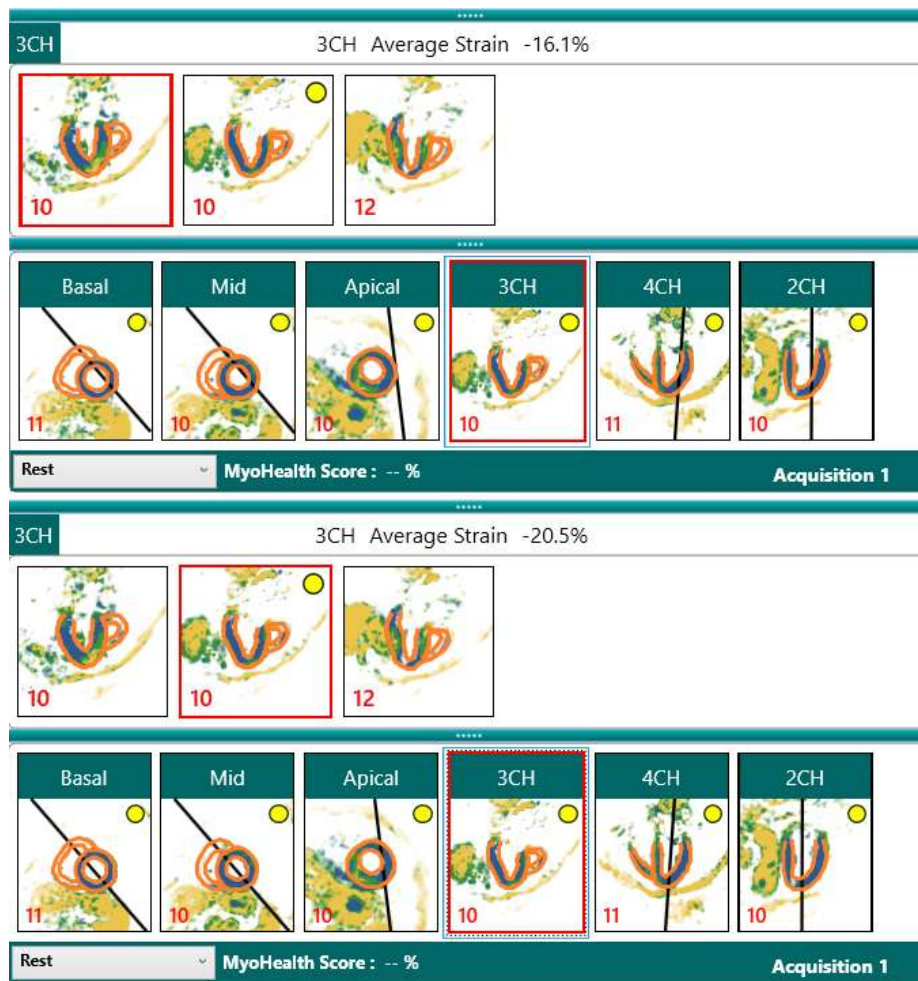 3CH 3CH Average Strain -16.1%
10 10 12
Basal Mid Apical 3CH 4CH 2CH
11 10 10 10 11 10
Rest MyoHealth Score : -- % Acquisition 1
3CH 3CH Average Strain -20.5%
10 10 12
Basal Mid Apical 3CH 4CH 2CH
11 10 10 10 11 10
Rest MyoHealth Score : -- % Acquisition 1